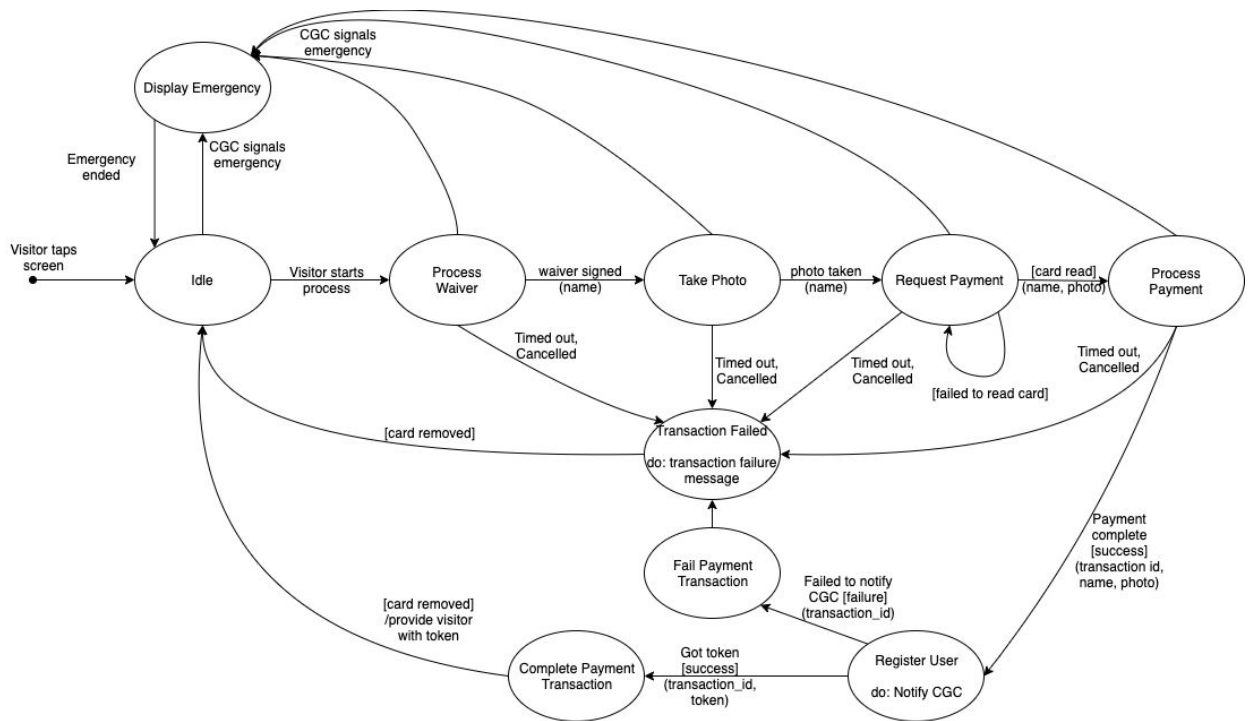 CGC signals
emergency
Display Emergency
CGC signals
emergency
Emergency
ended
Visitor taps
screen
Idle
Visitor starts
process
Process
Waiver
waiver signed
(name)
Take Photo
photo taken
(name)
Request Payment
[card read]
(name, photo)
Process
Payment
Timed out,
Cancelled
Timed out,
Cancelled
Timed out,
Cancelled
[failed to read card]
Timed out,
Cancelled
[card removed]
Transaction Failed
do: transaction failure
message
Payment
complete
[success]
(transaction id,
name, photo)
Fail Payment
Transaction
Failed to notify
CGC [failure]
(transaction_id)
[card removed]
/provide visitor
with token
Complete Payment
Transaction
Got token
[success]
(transaction_id,
token)
Register User
do: Notify CGC